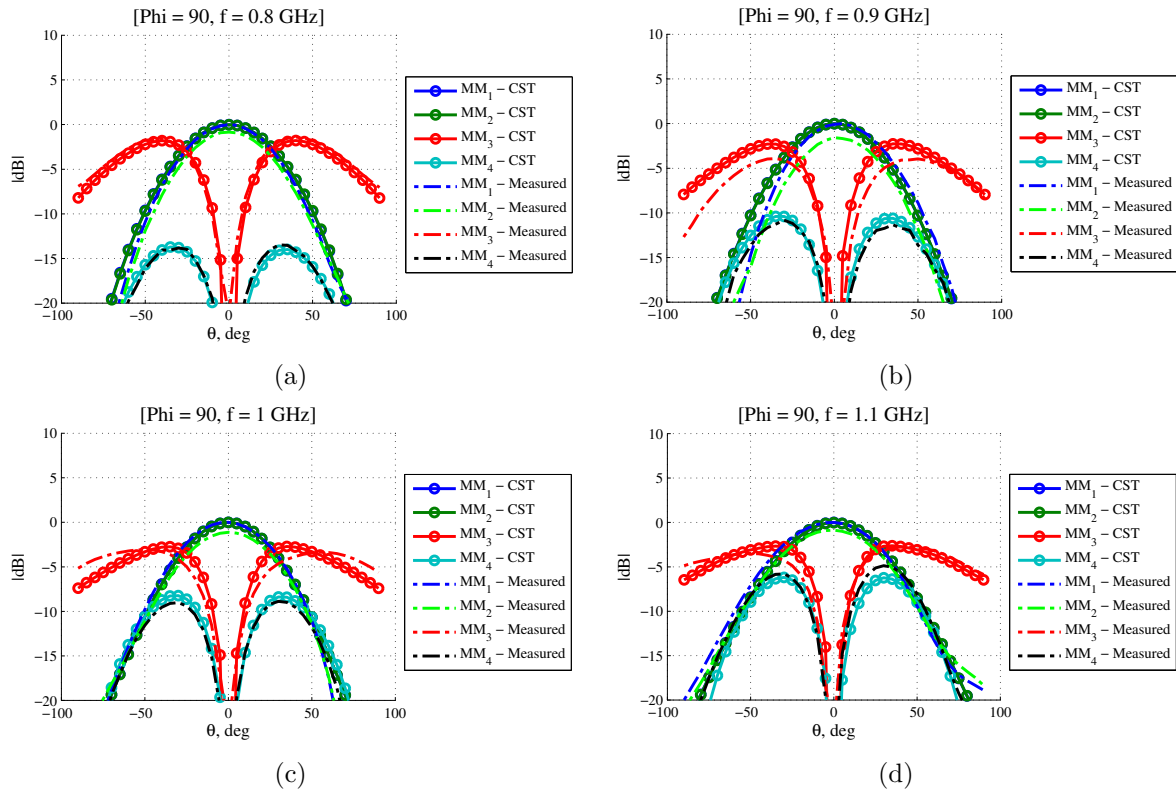 [Phi = 90, f = 0.8 GHz]
10
5
0
−5
−10
−15
−20
−100
−50
0
50
100
|dB|
θ, deg
MM1 − CST
MM2 − CST
MM3 − CST
MM4 − CST
MM1 − Measured
MM2 − Measured
MM3 − Measured
MM4 − Measured
(a)
[Phi = 90, f = 0.9 GHz]
10
5
0
−5
−10
−15
−20
−100
−50
0
50
100
|dB|
θ, deg
MM1 − CST
MM2 − CST
MM3 − CST
MM4 − CST
MM1 − Measured
MM2 − Measured
MM3 − Measured
MM4 − Measured
(b)
[Phi = 90, f = 1 GHz]
10
5
0
−5
−10
−15
−20
−100
−50
0
50
100
|dB|
θ, deg
MM1 − CST
MM2 − CST
MM3 − CST
MM4 − CST
MM1 − Measured
MM2 − Measured
MM3 − Measured
MM4 − Measured
(c)
[Phi = 90, f = 1.1 GHz]
10
5
0
−5
−10
−15
−20
−100
−50
0
50
100
|dB|
θ, deg
MM1 − CST
MM2 − CST
MM3 − CST
MM4 − CST
MM1 − Measured
MM2 − Measured
MM3 − Measured
MM4 − Measured
(d)